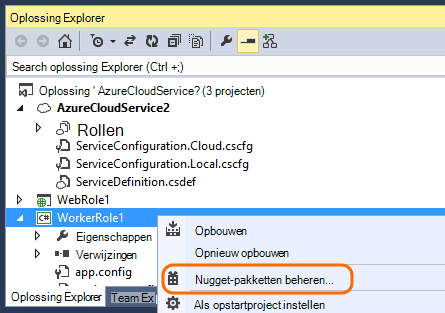 Oplossing Explorer
Search oplossing Explorer (Ctrl +;)
Oplossing ' AzureCloudService? (3 projecten)
AzureCloudService2
Rollen
ServiceConfiguration.Cloud.cscfg
ServiceConfiguration.Local.cscfg
ServiceDefinition.csdef
WebRole1
C# WorkerRole1
Eigenschappen
Verwijzingen
app.config
Opbouwen
Opnieuw opbouwen
Nugget-pakketten beheren...
Als opstartproject instellen
Oplossing Explorer
Team Exp